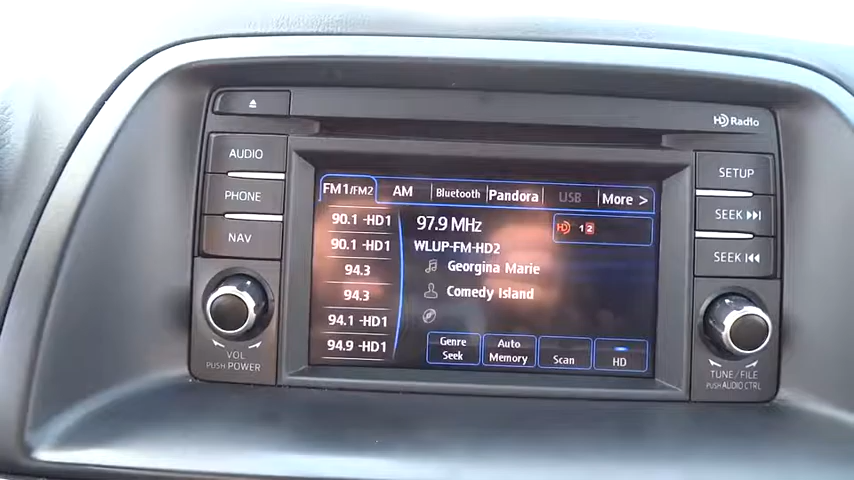 HD Radio
AUDIO
PHONE
NAV
VOL
PUSH POWER
FM1/FM2 AM Bluetooth Pandora USB More >
90.1 -HD1
90.1 -HD1
94.3
94.3
94.1 -HD1
94.9 -HD1
97.9 MHz
HD 1 2
WLUP-FM-HD2
Georgina Marie
Comedy Island
Genre
Seek
Auto
Memory
Scan
HD
SETUP
SEEK
SEEK
TUNE/FILE
PUSH AUDIO CTRL